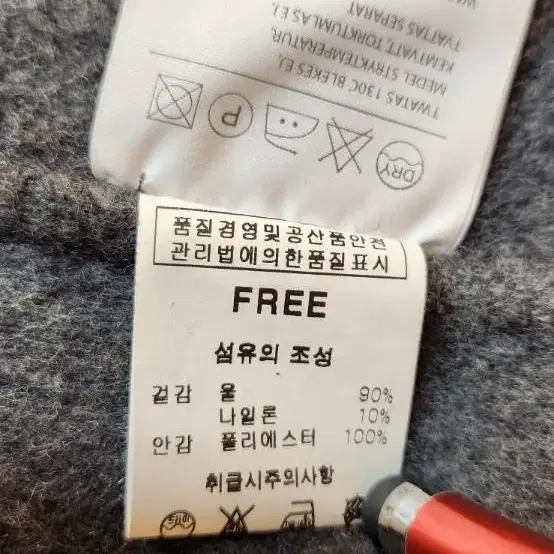 TWATAS 130C BLEKES EJ,
MEDEL STRYKTEMPERATUR,
KEMTVATT, TORKTUMLAS EJ,
TVATTAS SEPARAT
P
DRY
품질경영및공산품안전
관리법에의한품질표시
FREE
섬유의 조성
겉감 울 90%
나일론 10%
안감 폴리에스터 100%
취급시주의사항